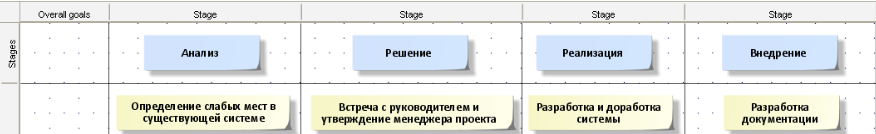 Overall goals Stage Stage Stage Stage
Stages
Анализ Решение Реализация Внедрение
Определение слабых мест в
существующей системе
Встреча с руководителем и
утверждение менеджера проекта
Разработка и доработка
системы
Разработка
документации